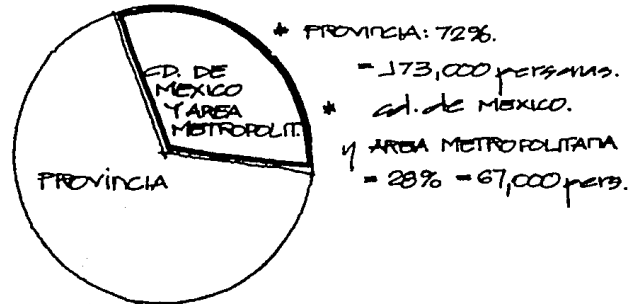 CD. DE
MEXICO
Y AREA
METROPOLIT.
PROVINCIA
* PROVINCIA: 72%.
= 173,000 personas.
* cd. de MEXICO.
y AREA METROPOLITANA
= 28% = 67,000 pers.